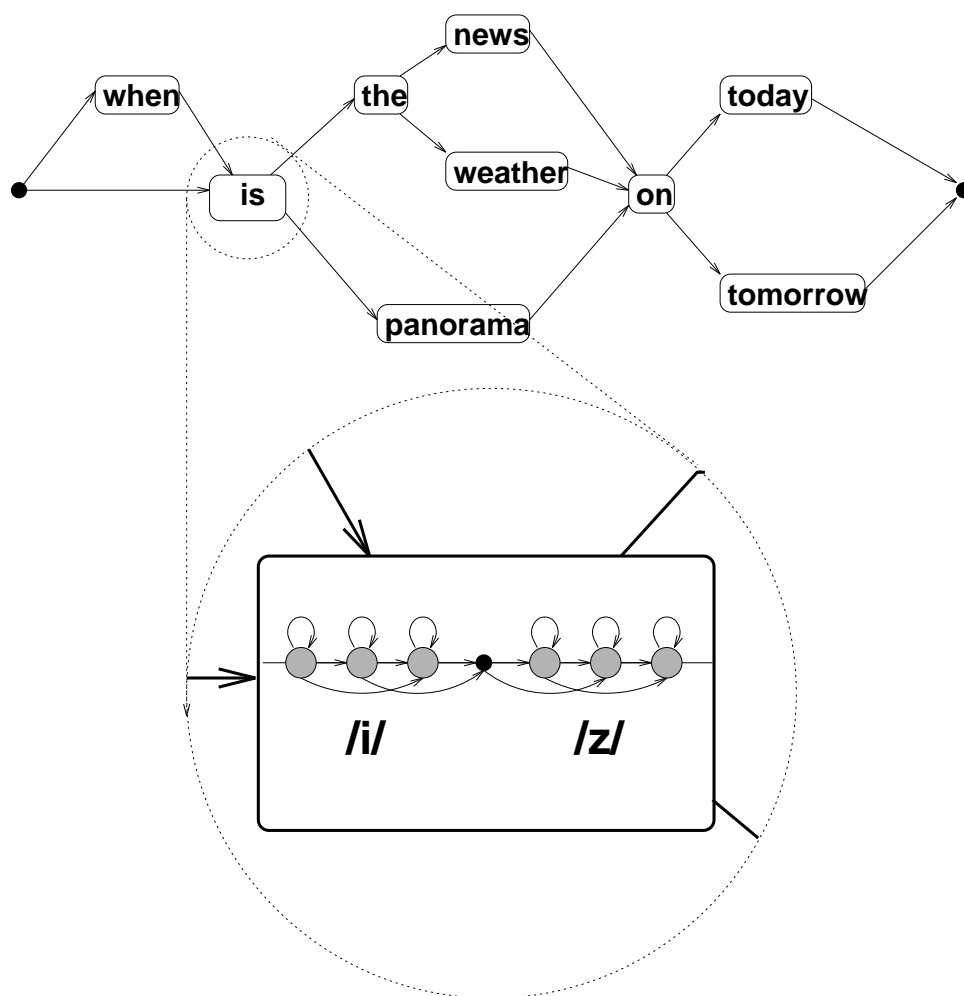 news
when
the
today
weather
is
on
panorama
tomorrow
/i/
/z/